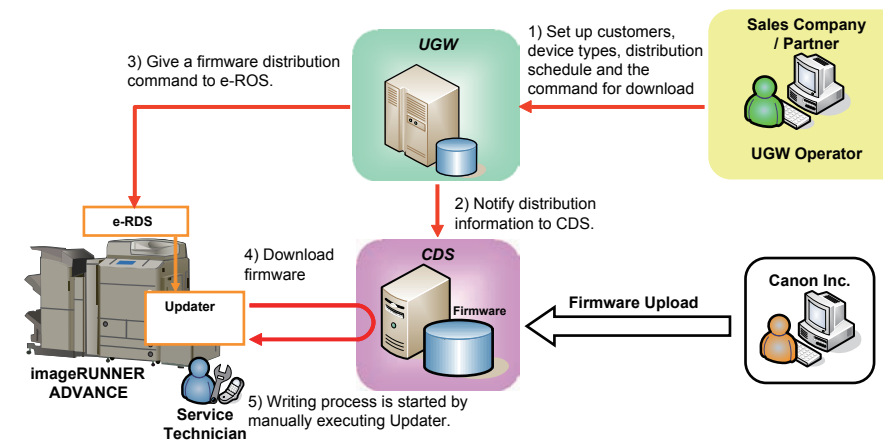 UGW
1) Set up customers,
device types, distribution
schedule and the
command for download
Sales Company
/ Partner
UGW Operator
3) Give a firmware distribution
command to e-ROS.
2) Notify distribution
information to CDS.
e-RDS
4) Download
firmware
Updater
CDS
Firmware
Firmware Upload
Canon Inc.
imageRUNNER
ADVANCE
Service
Technician
5) Writing process is started by
manually executing Updater.